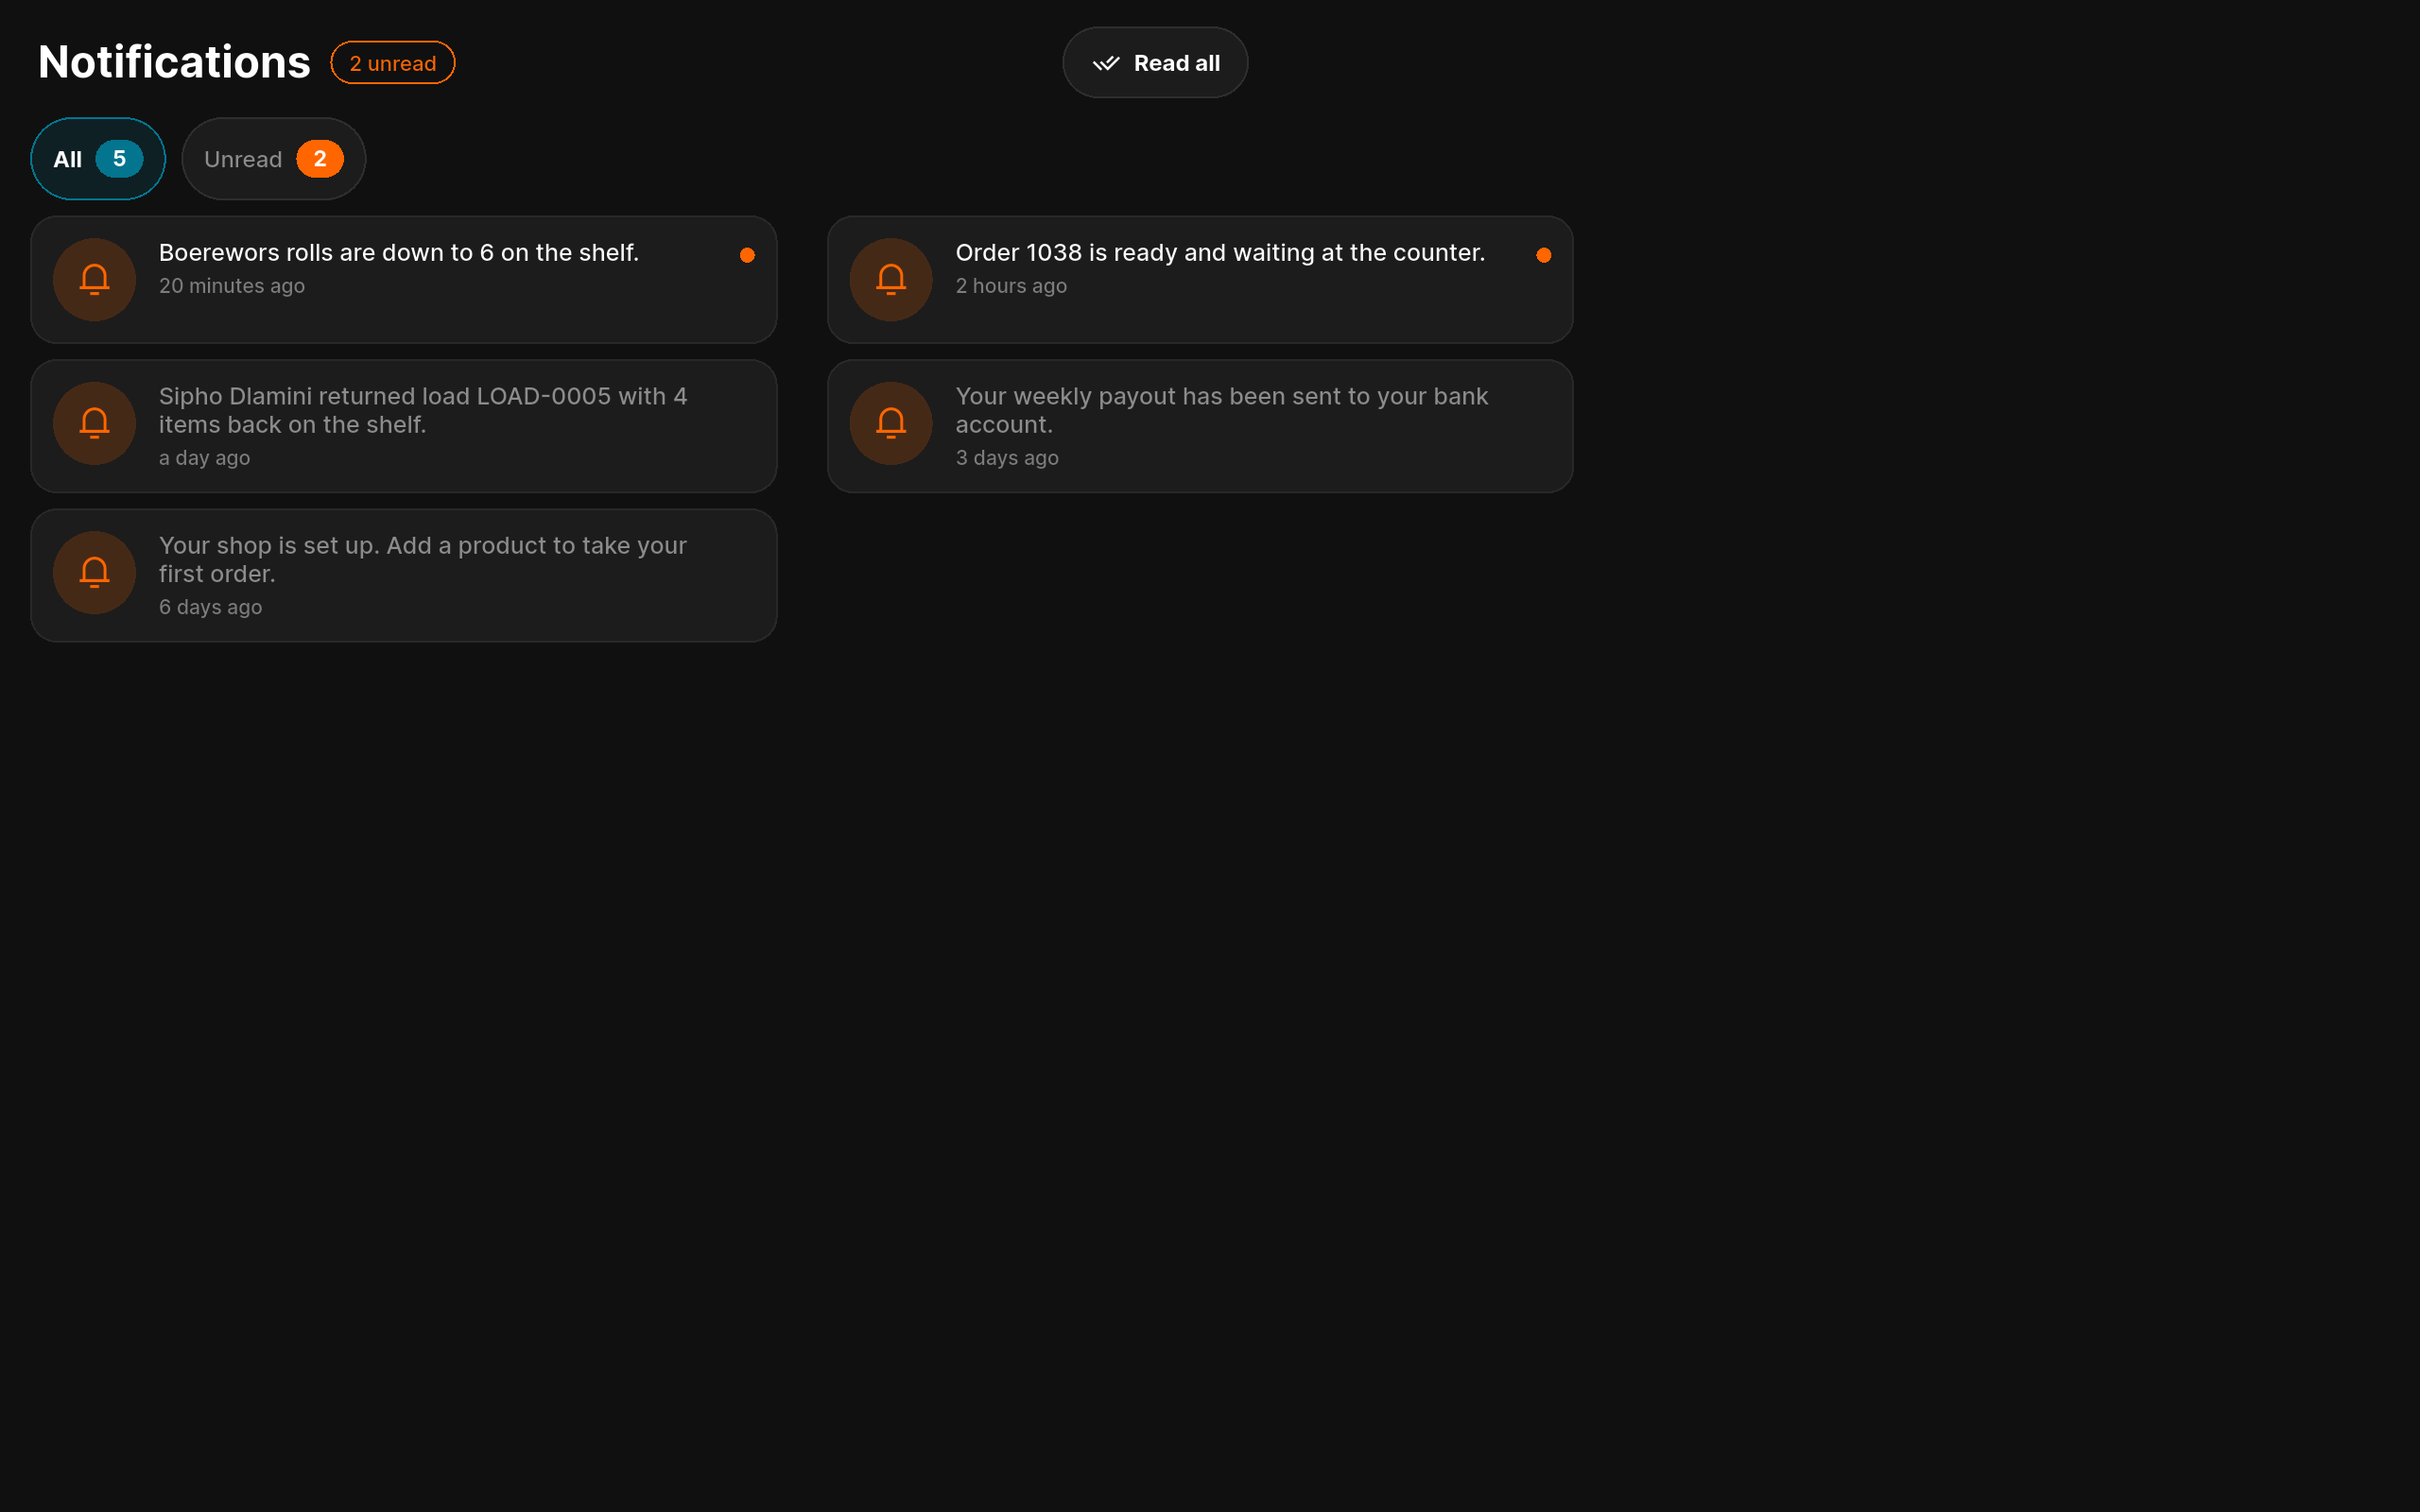 Notifications
2 unread
Read all
All 5
Unread 2
Boerewors rolls are down to 6 on the shelf.
20 minutes ago
Order 1038 is ready and waiting at the counter.
2 hours ago
Sipho Dlamini returned load LOAD-0005 with 4
items back on the shelf.
a day ago
Your weekly payout has been sent to your bank
account.
3 days ago
Your shop is set up. Add a product to take your
first order.
6 days ago